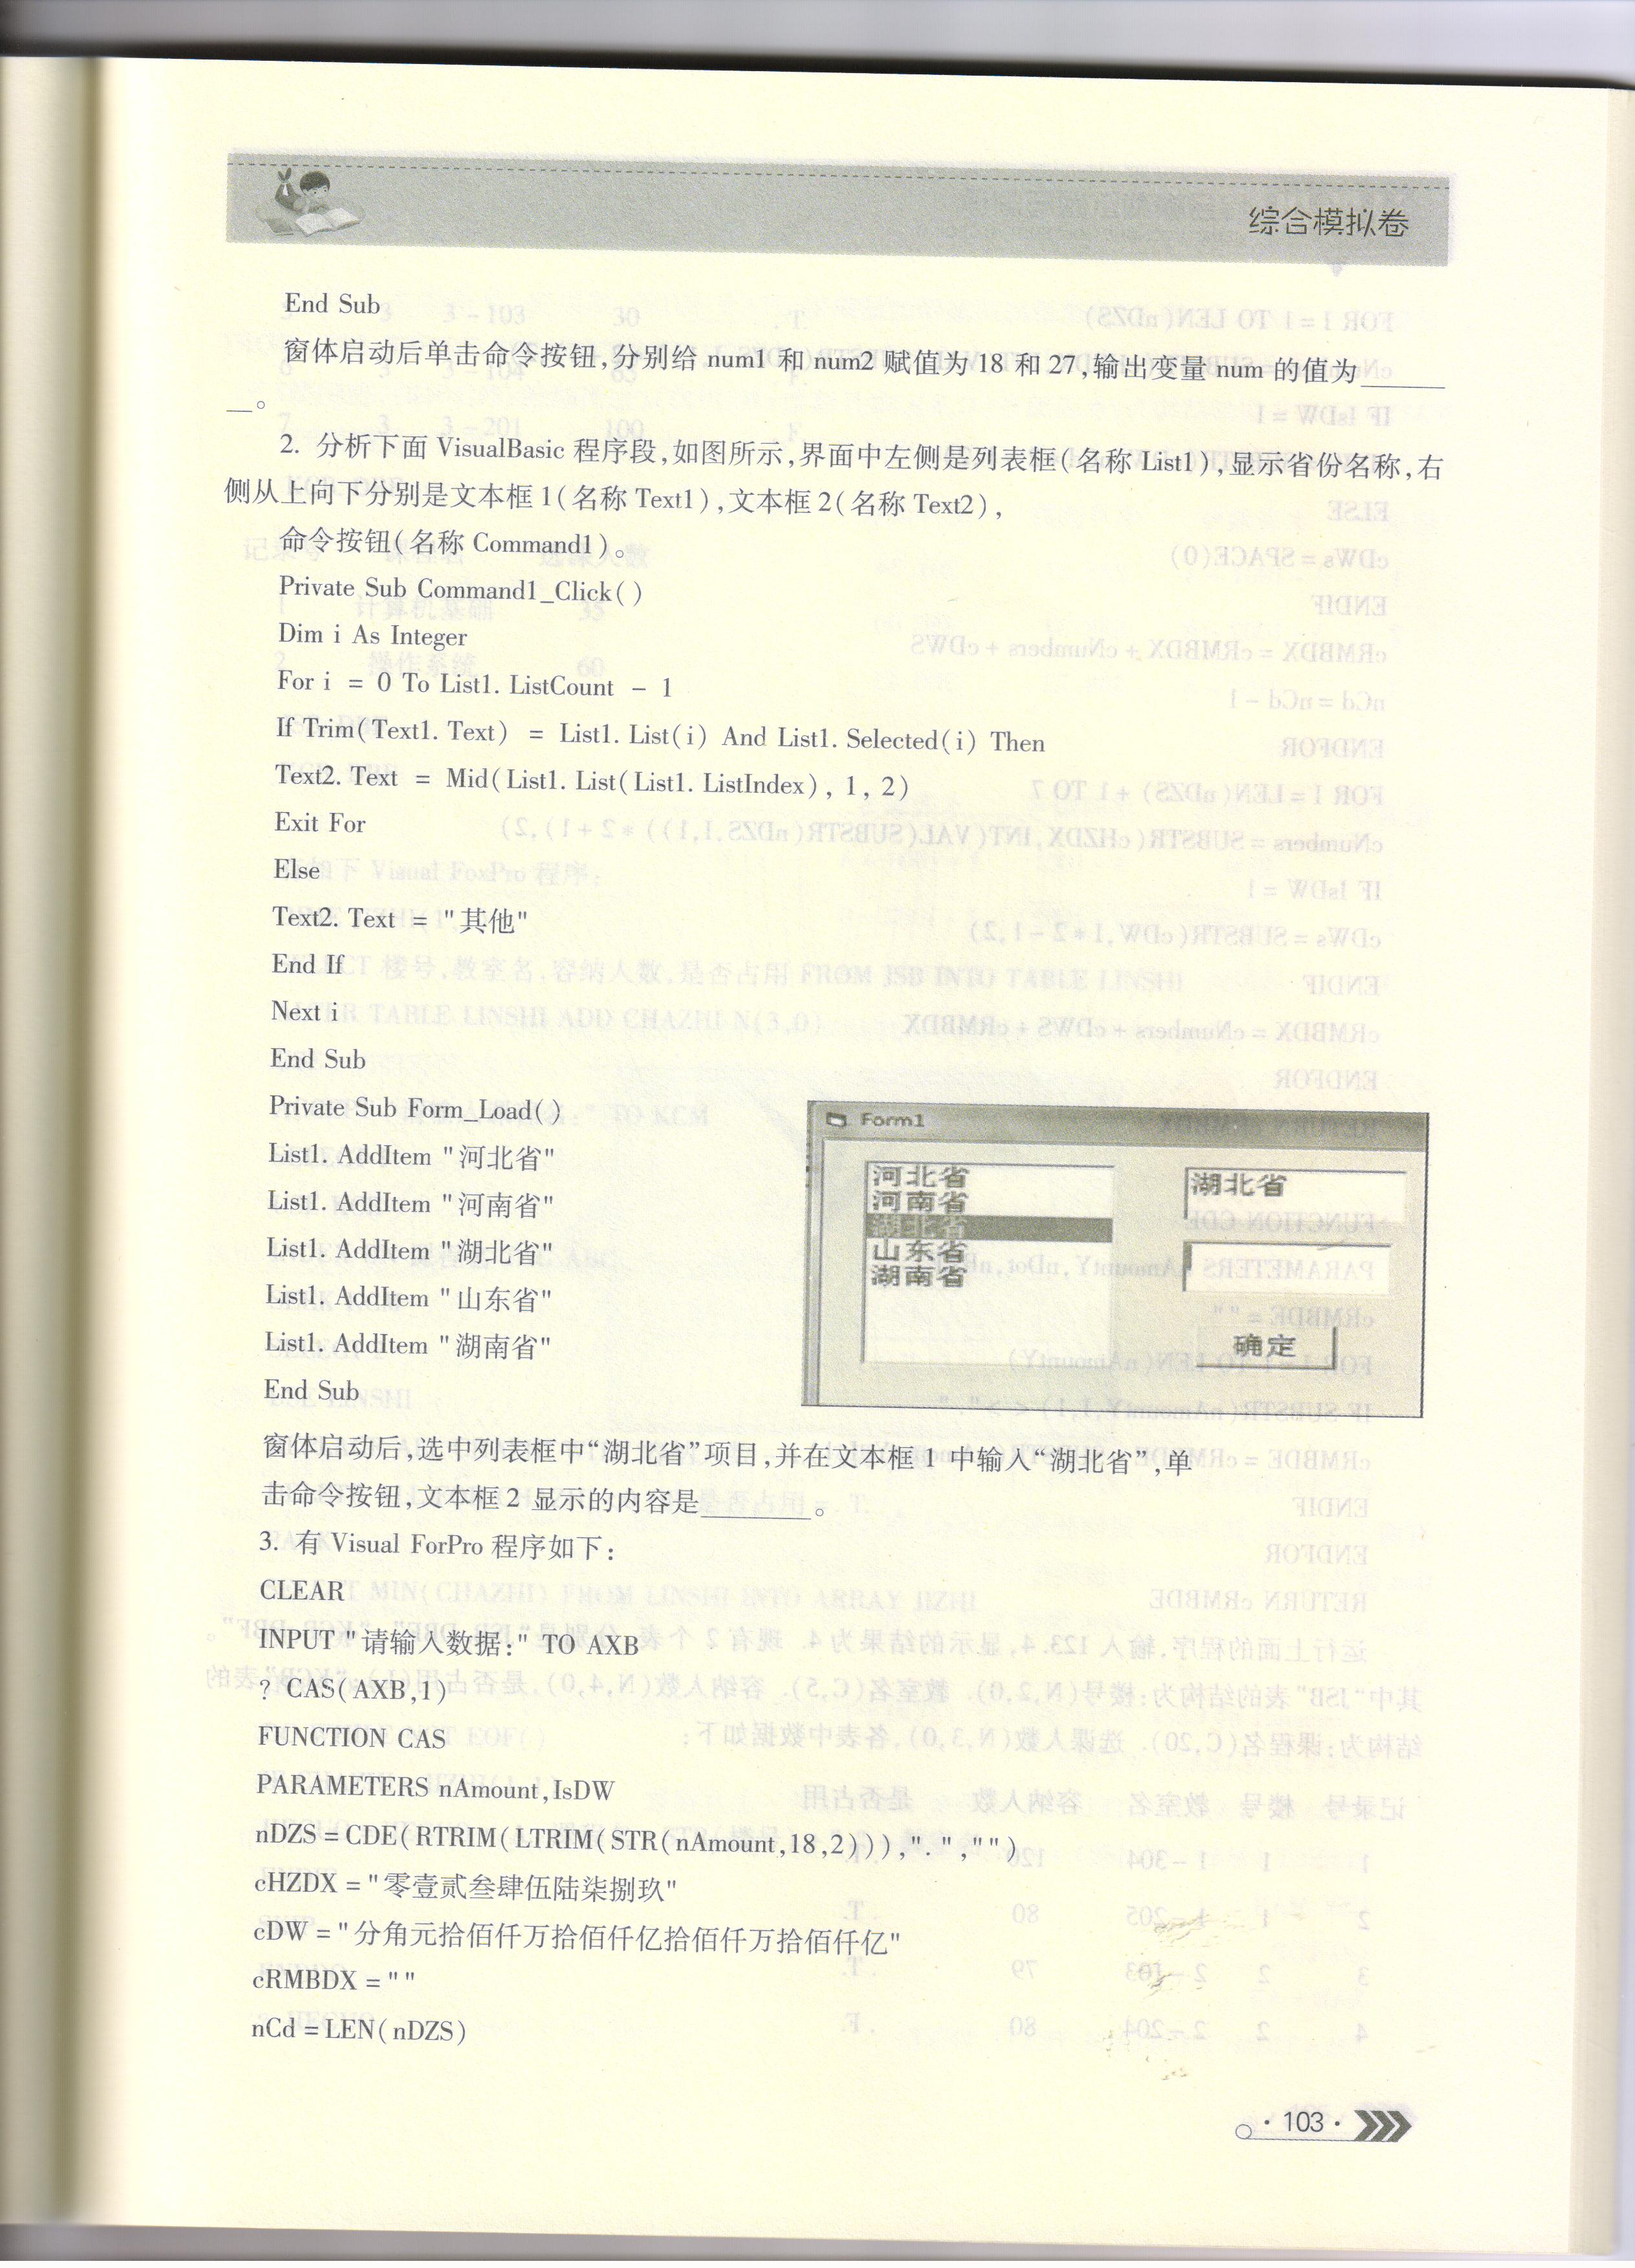 综合模拟卷
End Sub
窗体启动后单击命令按钮,分别给 num1 和 num2 赋值为 18 和 27,输出变量 num 的值为______
__。
2. 分析下面 VisualBasic 程序段,如图所示,界面中左侧是列表框(名称 List1),显示省份名称,右
侧从上向下分别是文本框 1(名称 Text1),文本框 2(名称 Text2),
命令按钮(名称 Command1)。
Private Sub Command1_Click( )
Dim i As Integer
For i = 0 To List1. ListCount - 1
If Trim(Text1. Text) = List1. List(i) And List1. Selected(i) Then
Text2. Text = Mid(List1. List(List1. ListIndex), 1, 2)
Exit For
Else
Text2. Text = "其他"
End If
Next i
End Sub
Private Sub Form_Load( )
List1. AddItem "河北省"
List1. AddItem "河南省"
List1. AddItem "湖北省"
List1. AddItem "山东省"
List1. AddItem "湖南省"
End Sub
Form1
河北省
河南省
湖北省
山东省
湖南省
湖北省
确定
窗体启动后,选中列表框中“湖北省”项目,并在文本框 1 中输入“湖北省”,单
击命令按钮,文本框 2 显示的内容是________。
3. 有 Visual ForPro 程序如下:
CLEAR
INPUT "请输入数据:" TO AXB
? CAS(AXB,1)
FUNCTION CAS
PARAMETERS nAmount,IsDW
nDZS=CDE(RTRIM(LTRIM(STR(nAmount,18,2))),".","")
cHZDX="零壹贰叁肆伍陆柒捌玖"
cDW="分角元拾佰仟万拾佰仟亿拾佰仟万拾佰仟亿"
cRMBDX=""
nCd=LEN(nDZS)
· 103 ·